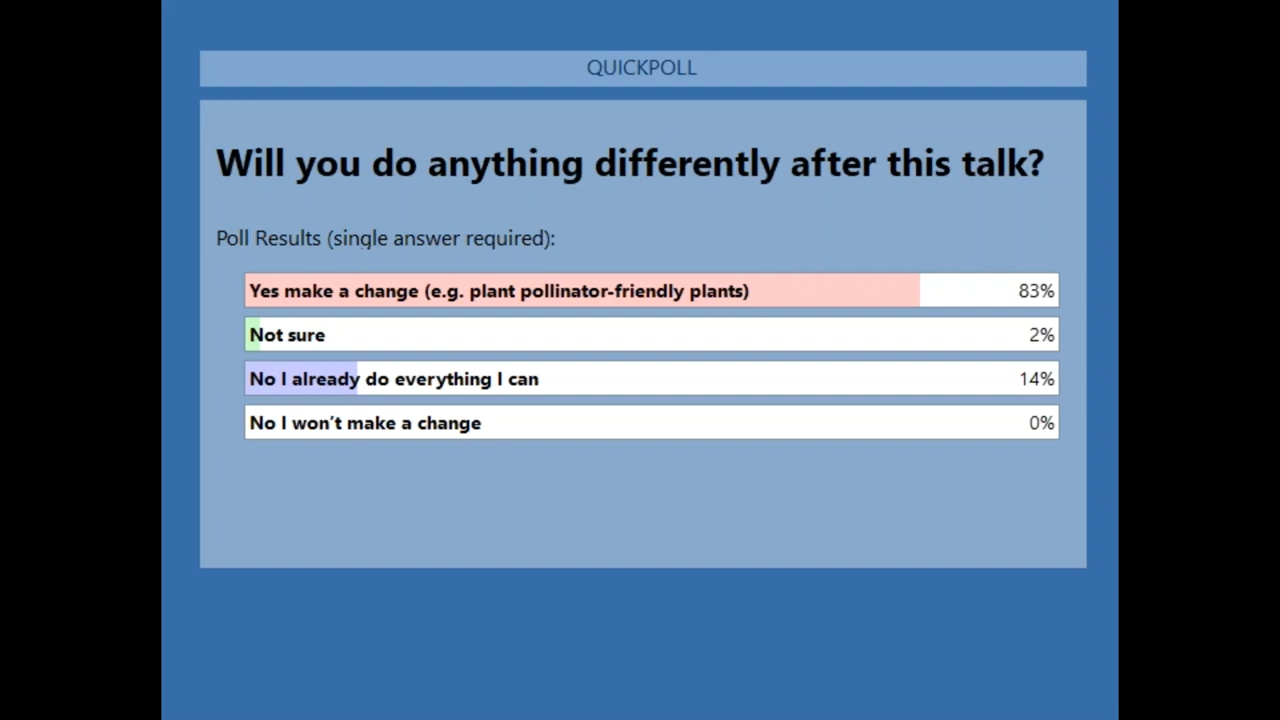 QUICKPOLL
Will you do anything differently after this talk?
Poll Results (single answer required):
Yes make a change (e.g. plant pollinator-friendly plants) 83%
Not sure 2%
No I already do everything I can 14%
No I won’t make a change 0%